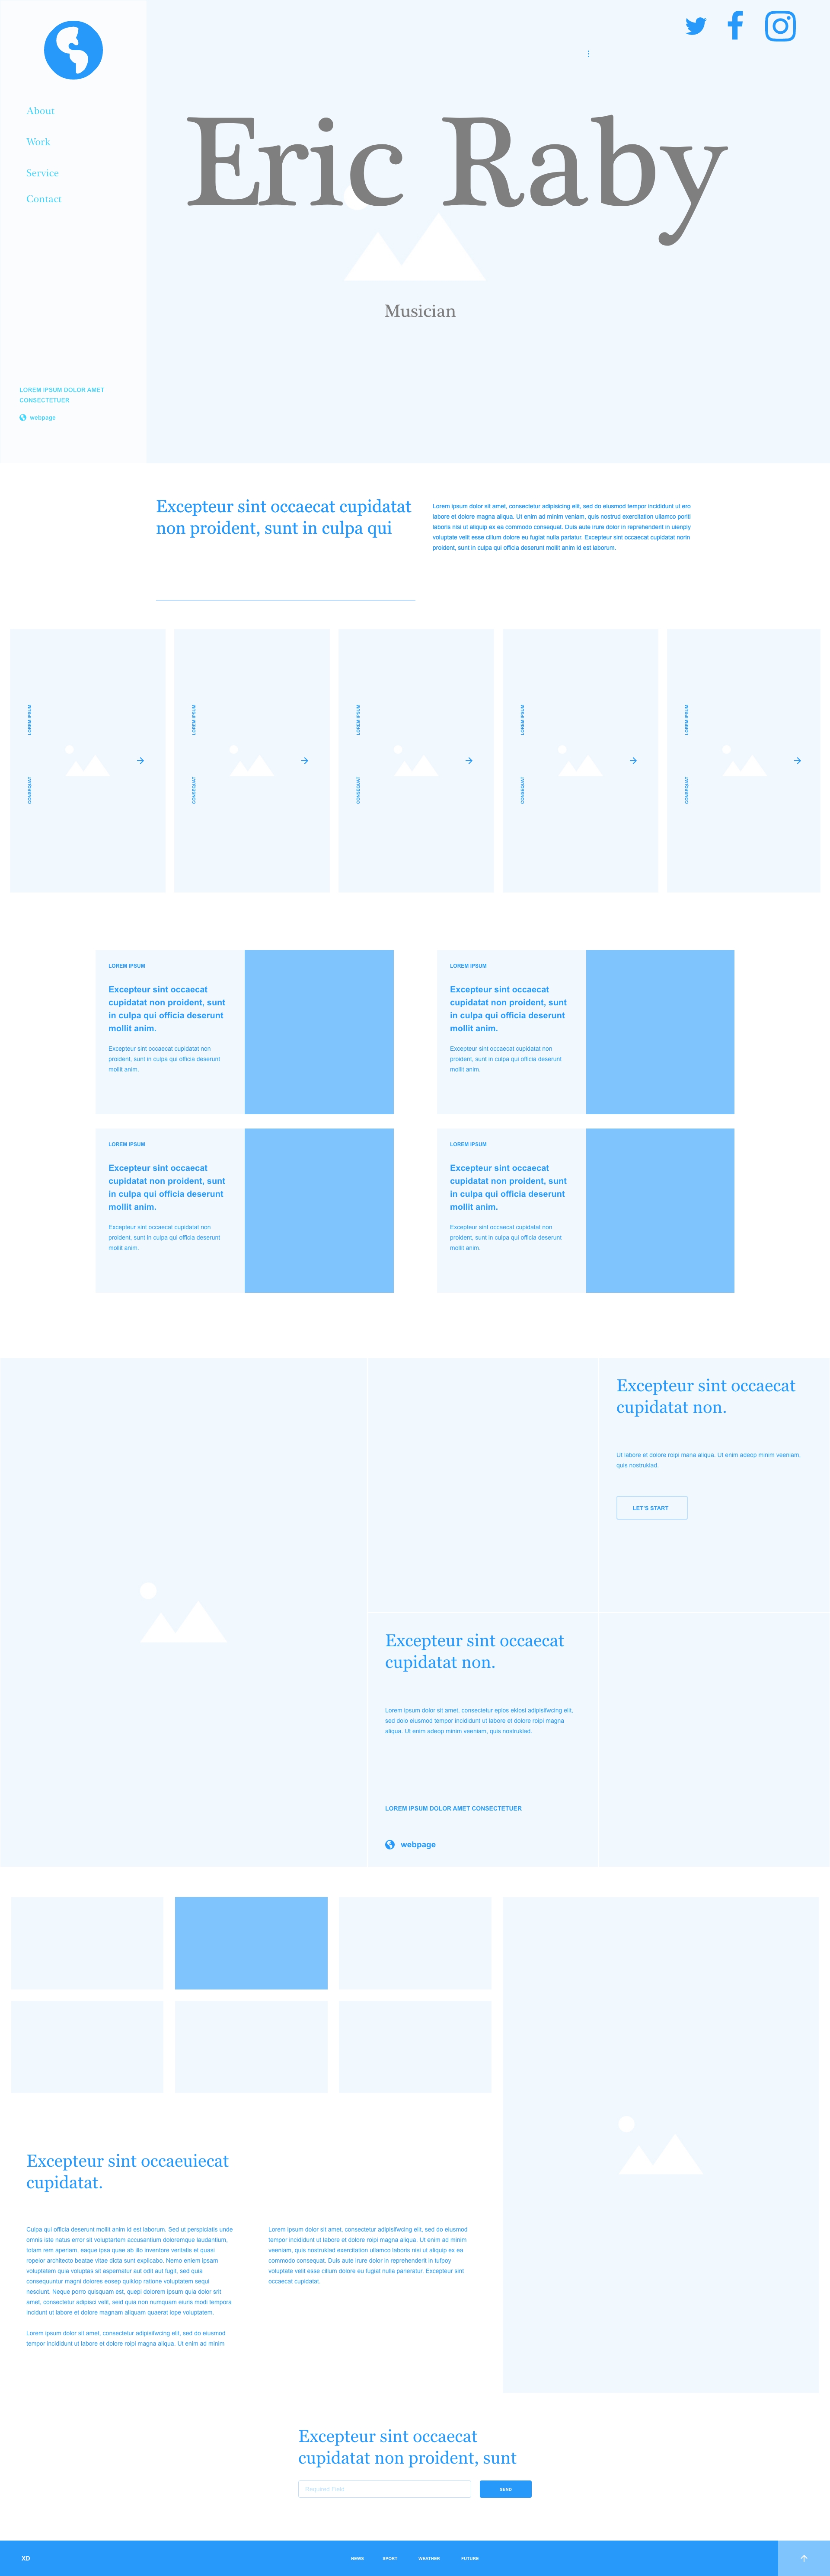 About
Work
Service
Contact
LOREM IPSUM DOLOR AMET
CONSECTETUER
webpage
Eric Raby
Musician
Excepteur sint occaecat cupidatat
non proident, sunt in culpa qui
Lorem ipsum dolor sit amet, consectetur adipisicing elit, sed do eiusmod tempor incididunt ut ero
labore et dolore magna aliqua. Ut enim ad minim veniam, quis nostrud exercitation ullamco poriti
laboris nisi ut aliquip ex ea commodo consequat. Duis aute irure dolor in reprehenderit in uienply
voluptate velit esse cillum dolore eu fugiat nulla pariatur. Excepteur sint occaecat cupidatat norin
proident, sunt in culpa qui officia deserunt mollit anim id est laborum.
LOREM IPSUM
CONSEQUAT
LOREM IPSUM
CONSEQUAT
LOREM IPSUM
CONSEQUAT
LOREM IPSUM
CONSEQUAT
LOREM IPSUM
CONSEQUAT
LOREM IPSUM
Excepteur sint occaecat
cupidatat non proident, sunt
in culpa qui officia deserunt
mollit anim.
Excepteur sint occaecat cupidatat non
proident, sunt in culpa qui officia deserunt
mollit anim.
LOREM IPSUM
Excepteur sint occaecat
cupidatat non proident, sunt
in culpa qui officia deserunt
mollit anim.
Excepteur sint occaecat cupidatat non
proident, sunt in culpa qui officia deserunt
mollit anim.
LOREM IPSUM
Excepteur sint occaecat
cupidatat non proident, sunt
in culpa qui officia deserunt
mollit anim.
Excepteur sint occaecat cupidatat non
proident, sunt in culpa qui officia deserunt
mollit anim.
LOREM IPSUM
Excepteur sint occaecat
cupidatat non proident, sunt
in culpa qui officia deserunt
mollit anim.
Excepteur sint occaecat cupidatat non
proident, sunt in culpa qui officia deserunt
mollit anim.
Excepteur sint occaecat
cupidatat non.
Ut labore et dolore roipi mana aliqua. Ut enim adeop minim veeniam,
quis nostruklad.
LET'S START
Excepteur sint occaecat
cupidatat non.
Lorem ipsum dolor sit amet, consectetur eplos eklosi adipisifwcing elit,
sed doio eiusmod tempor incididunt ut labore et dolore roipi magna
aliqua. Ut enim adeop minim veeniam, quis nostruklad.
LOREM IPSUM DOLOR AMET CONSECTETUER
webpage
Excepteur sint occaeuiecat
cupidatat.
Culpa qui officia deserunt mollit anim id est laborum. Sed ut perspiciatis unde
omnis iste natus error sit voluptartem accusantium doloremque laudantium,
totam rem aperiam, eaque ipsa quae ab illo inventore veritatis et quasi
ropeior architecto beatae vitae dicta sunt explicabo. Nemo eniem ipsam
voluptatem quia voluptas sit aspernatur aut odit aut fugit, sed quia
consequuntur magni dolores eosep quiklop ratione voluptatem sequi
nesciunt. Neque porro quisquam est, quepi dolorem ipsum quia dolor srit
amet, consectetur adipisci velit, seid quia non numquam eiuris modi tempora
incidunt ut labore et dolore magnam aliquam quaerat iope voluptatem.
Lorem ipsum dolor sit amet, consectetur adipisifwcing elit, sed do eiusmod
tempor incididunt ut labore et dolore roipi magna aliqua. Ut enim ad minim
Lorem ipsum dolor sit amet, consectetur adipisifwcing elit, sed do eiusmod
tempor incididunt ut labore et dolore roipi magna aliqua. Ut enim ad minim
veeniam, quis nostruklad exercitation ullamco laboris nisi ut aliquip ex ea
commodo consequat. Duis aute irure dolor in reprehenderit in tufpoy
voluptate velit esse cillum dolore eu fugiat nulla parieratur. Excepteur sint
occaecat cupidatat.
Excepteur sint occaecat
cupidatat non proident, sunt
Requenet Fiela
SEND
XD
NEWS
SPORT
WEATHER
FUTURE